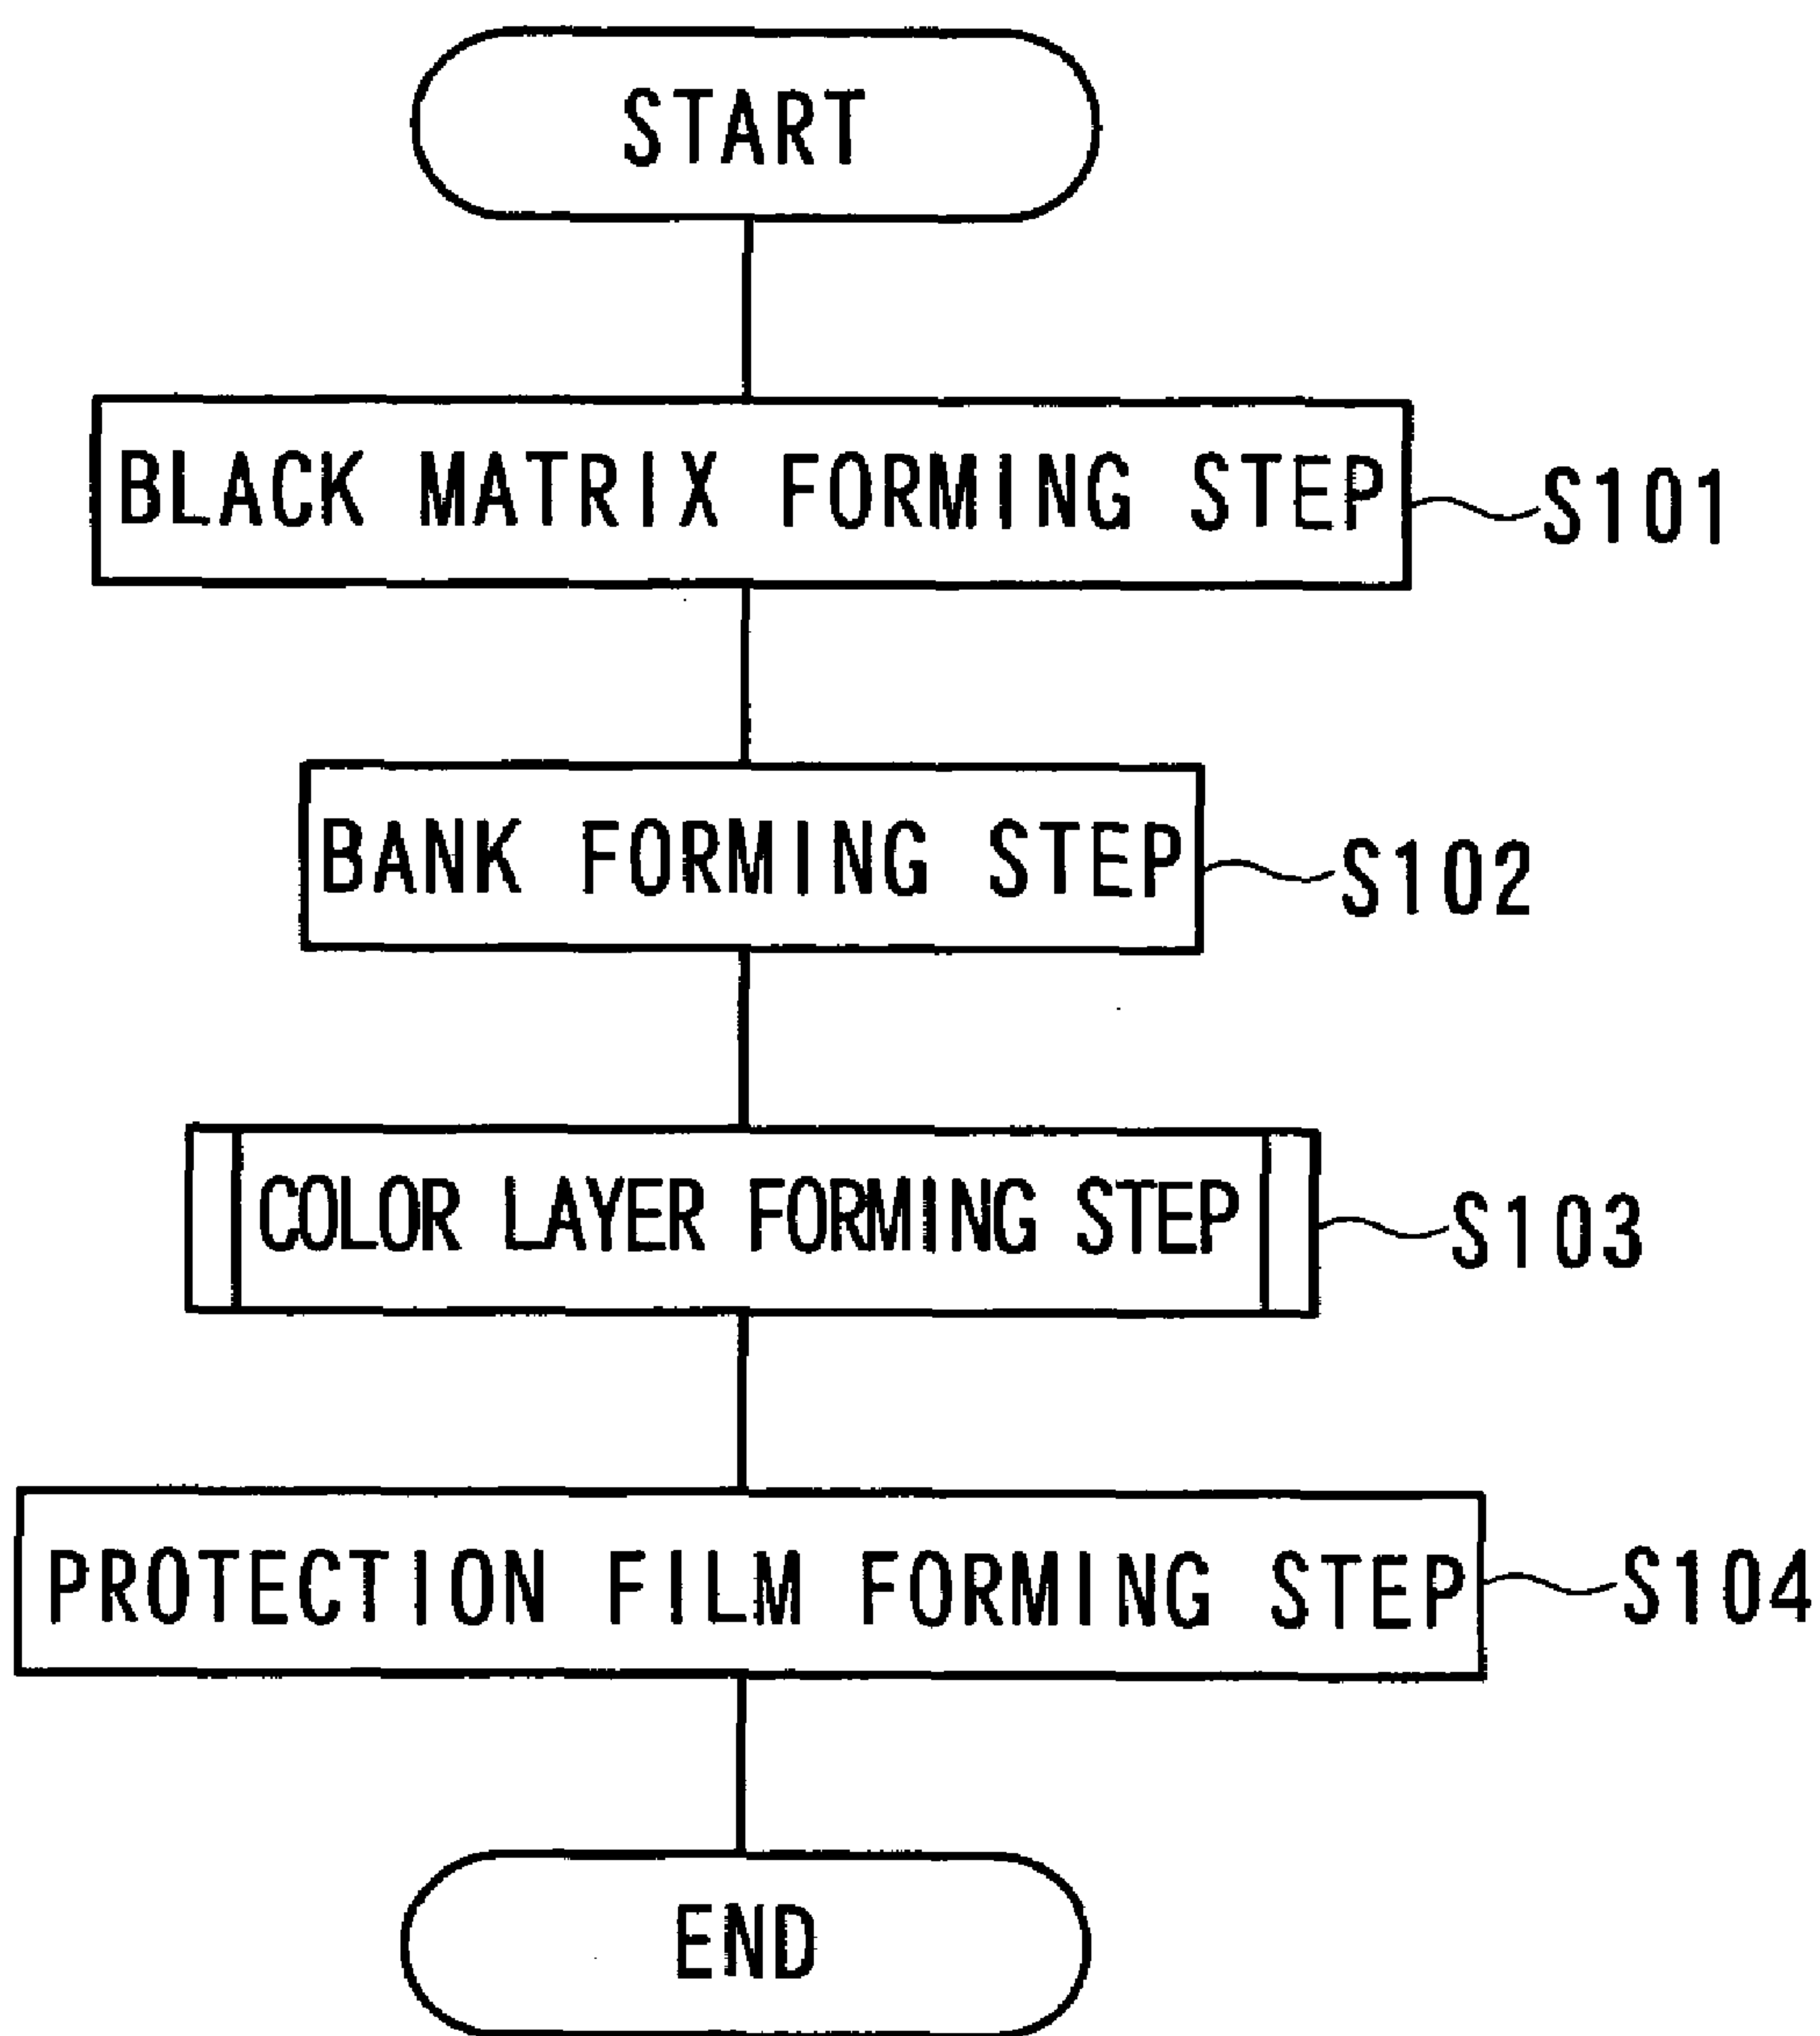 START
BLACK MATRIX FORMING STEP S101
BANK FORMING STEP S102
COLOR LAYER FORMING STEP S103
PROTECTION FILM FORMING STEP S104
END